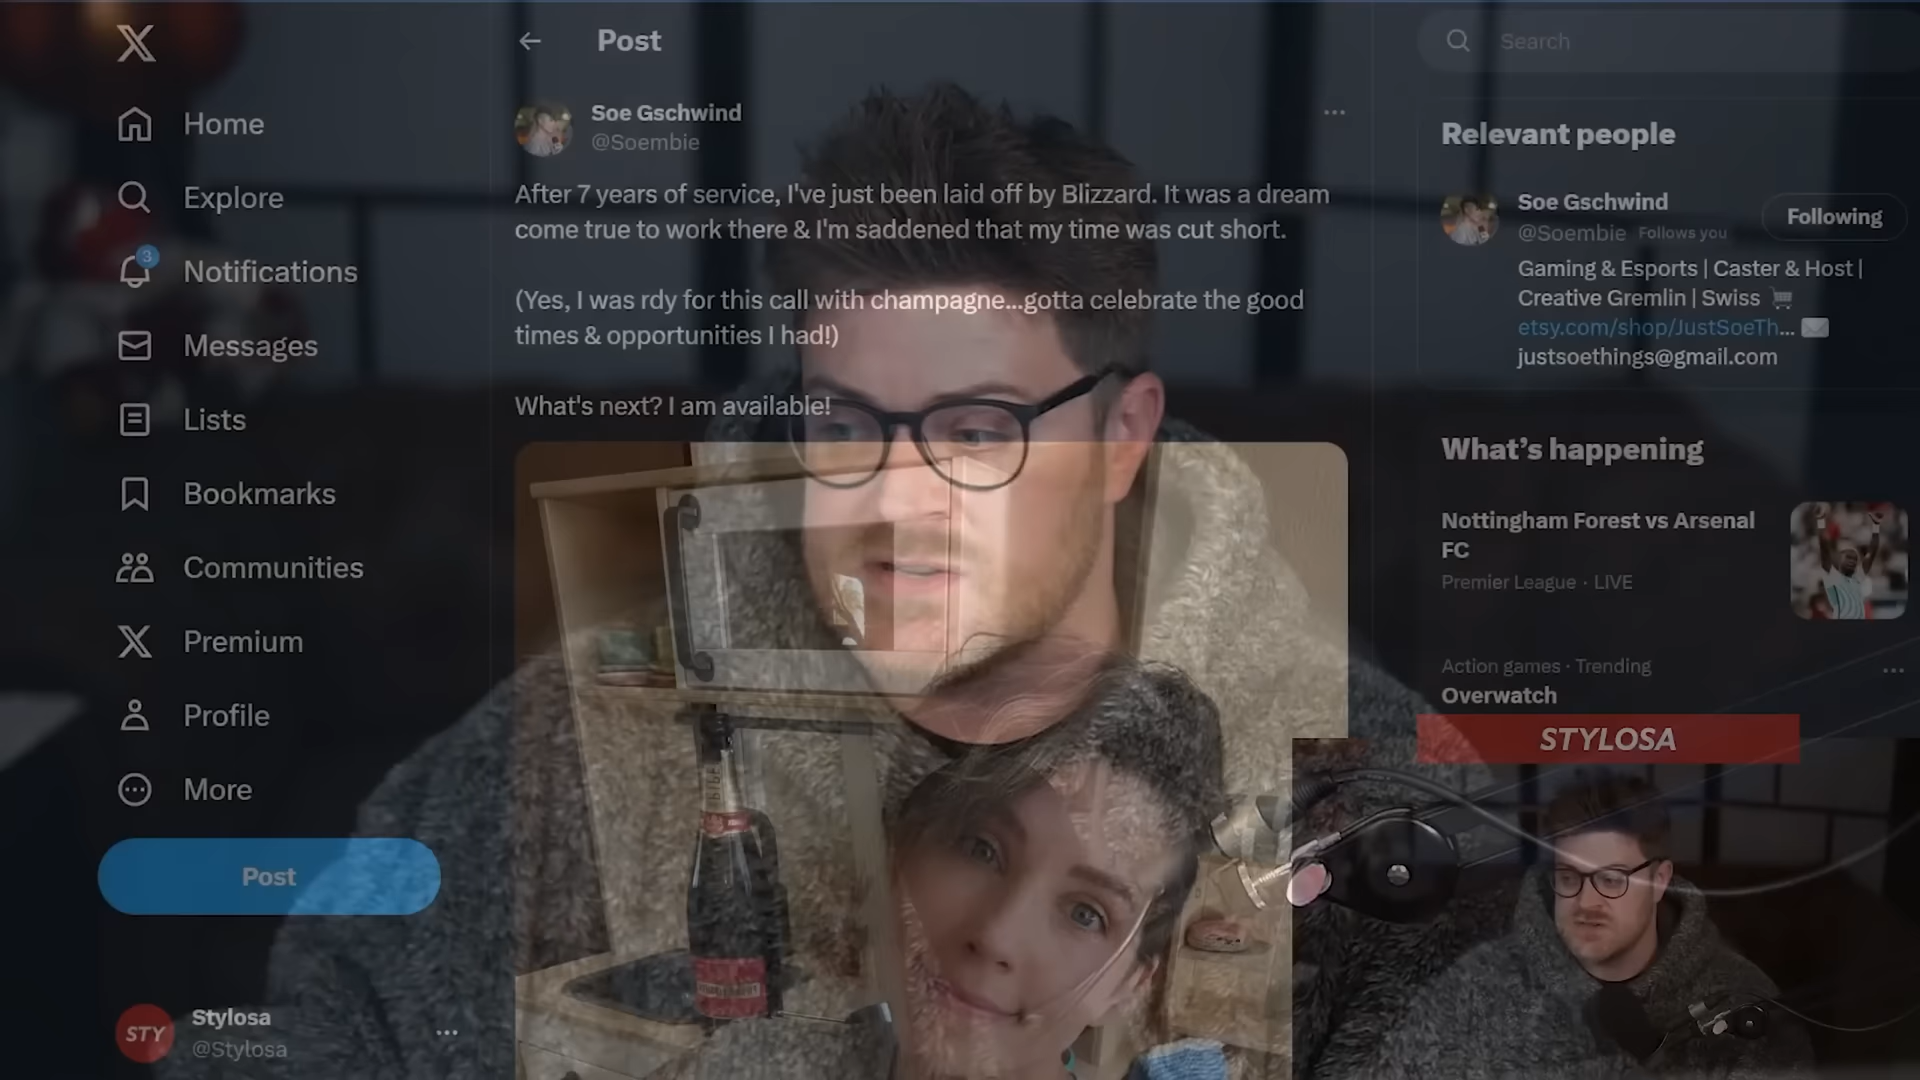 Home
Explore
3
Notifications
Messages
Lists
Bookmarks
Communities
Premium
Profile
More
Post
STY
Stylosa
@Stylosa
Post
Soe Gschwind
@Soembie
After 7 years of service, I've just been laid off by Blizzard. It was a dream
come true to work there & I'm saddened that my time was cut short.
(Yes, I was rdy for this call with champagne...gotta celebrate the good
times & opportunities I had!)
What's next? I am available!
Search
Relevant people
Soe Gschwind
@Soembie Follows you
Following
Gaming & Esports | Caster & Host |
Creative Gremlin | Swiss
etsy.com/shop/JustSoeTh...
justsoethings@gmail.com
What's happening
Nottingham Forest vs Arsenal
FC
Premier League · LIVE
Action games · Trending
Overwatch
STYLOSA